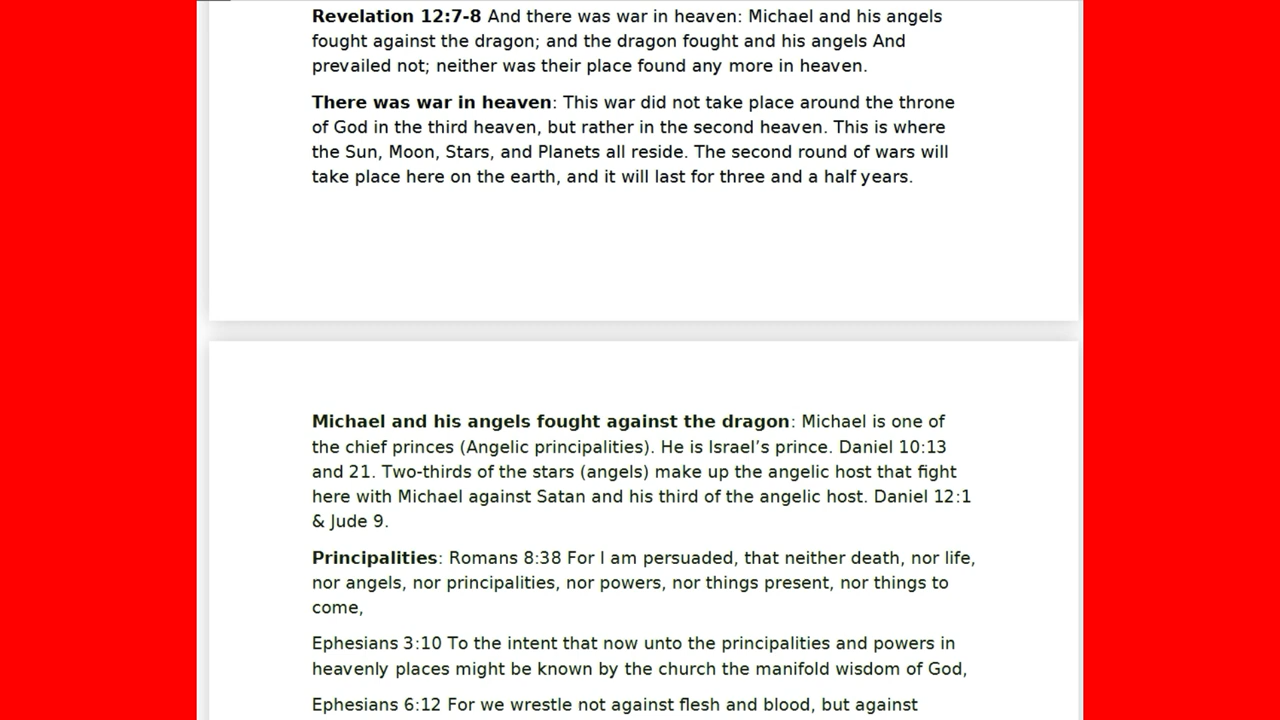 Revelation 12:7-8 And there was war in heaven: Michael and his angels
fought against the dragon; and the dragon fought and his angels And
prevailed not; neither was their place found any more in heaven.
There was war in heaven: This war did not take place around the throne
of God in the third heaven, but rather in the second heaven. This is where
the Sun, Moon, Stars, and Planets all reside. The second round of wars will
take place here on the earth, and it will last for three and a half years.
Michael and his angels fought against the dragon: Michael is one of
the chief princes (Angelic principalities). He is Israel’s prince. Daniel 10:13
and 21. Two-thirds of the stars (angels) make up the angelic host that fight
here with Michael against Satan and his third of the angelic host. Daniel 12:1
& Jude 9.
Principalities: Romans 8:38 For I am persuaded, that neither death, nor life,
nor angels, nor principalities, nor powers, nor things present, nor things to
come,
Ephesians 3:10 To the intent that now unto the principalities and powers in
heavenly places might be known by the church the manifold wisdom of God,
Ephesians 6:12 For we wrestle not against flesh and blood, but against